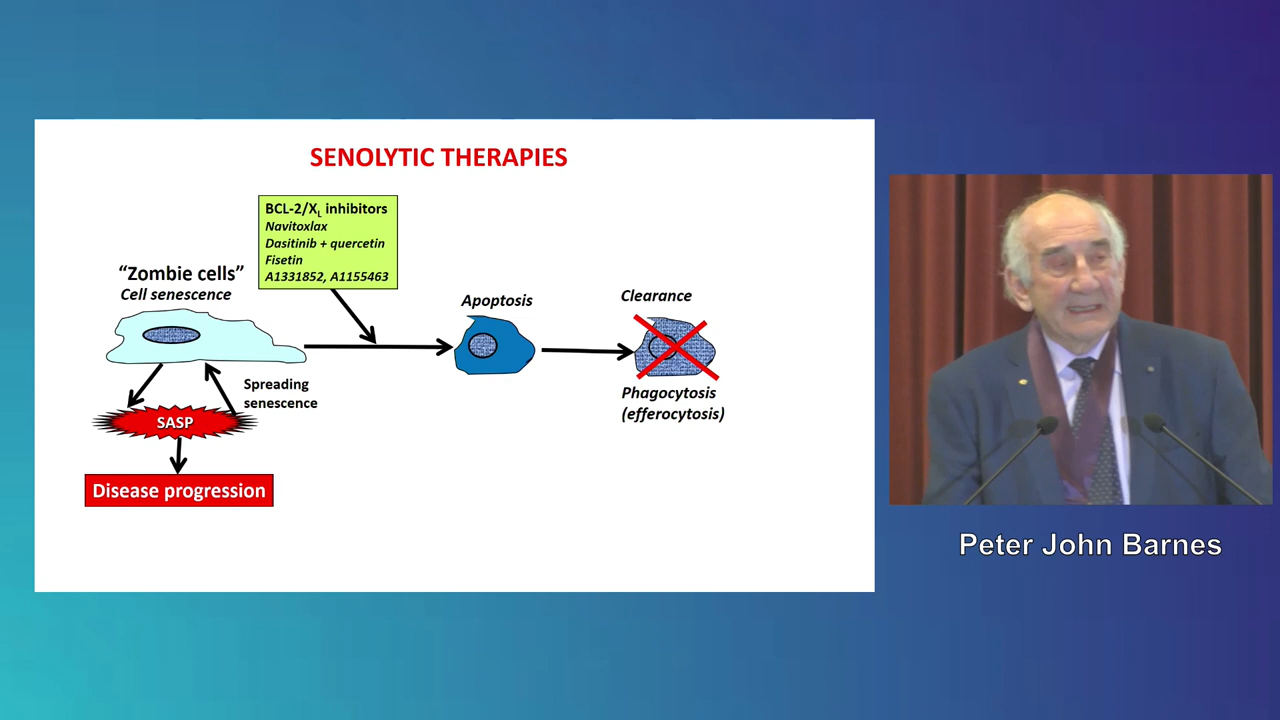 SENOLYTIC THERAPIES
BCL-2/XL inhibitors
Navitoxlax
Dasitinib + quercetin
Fisetin
A1331852, A1155463
“Zombie cells”
Cell senescence
Apoptosis
Clearance
Spreading
senescence
SASP
Phagocytosis
(efferocytosis)
Disease progression
Peter John Barnes